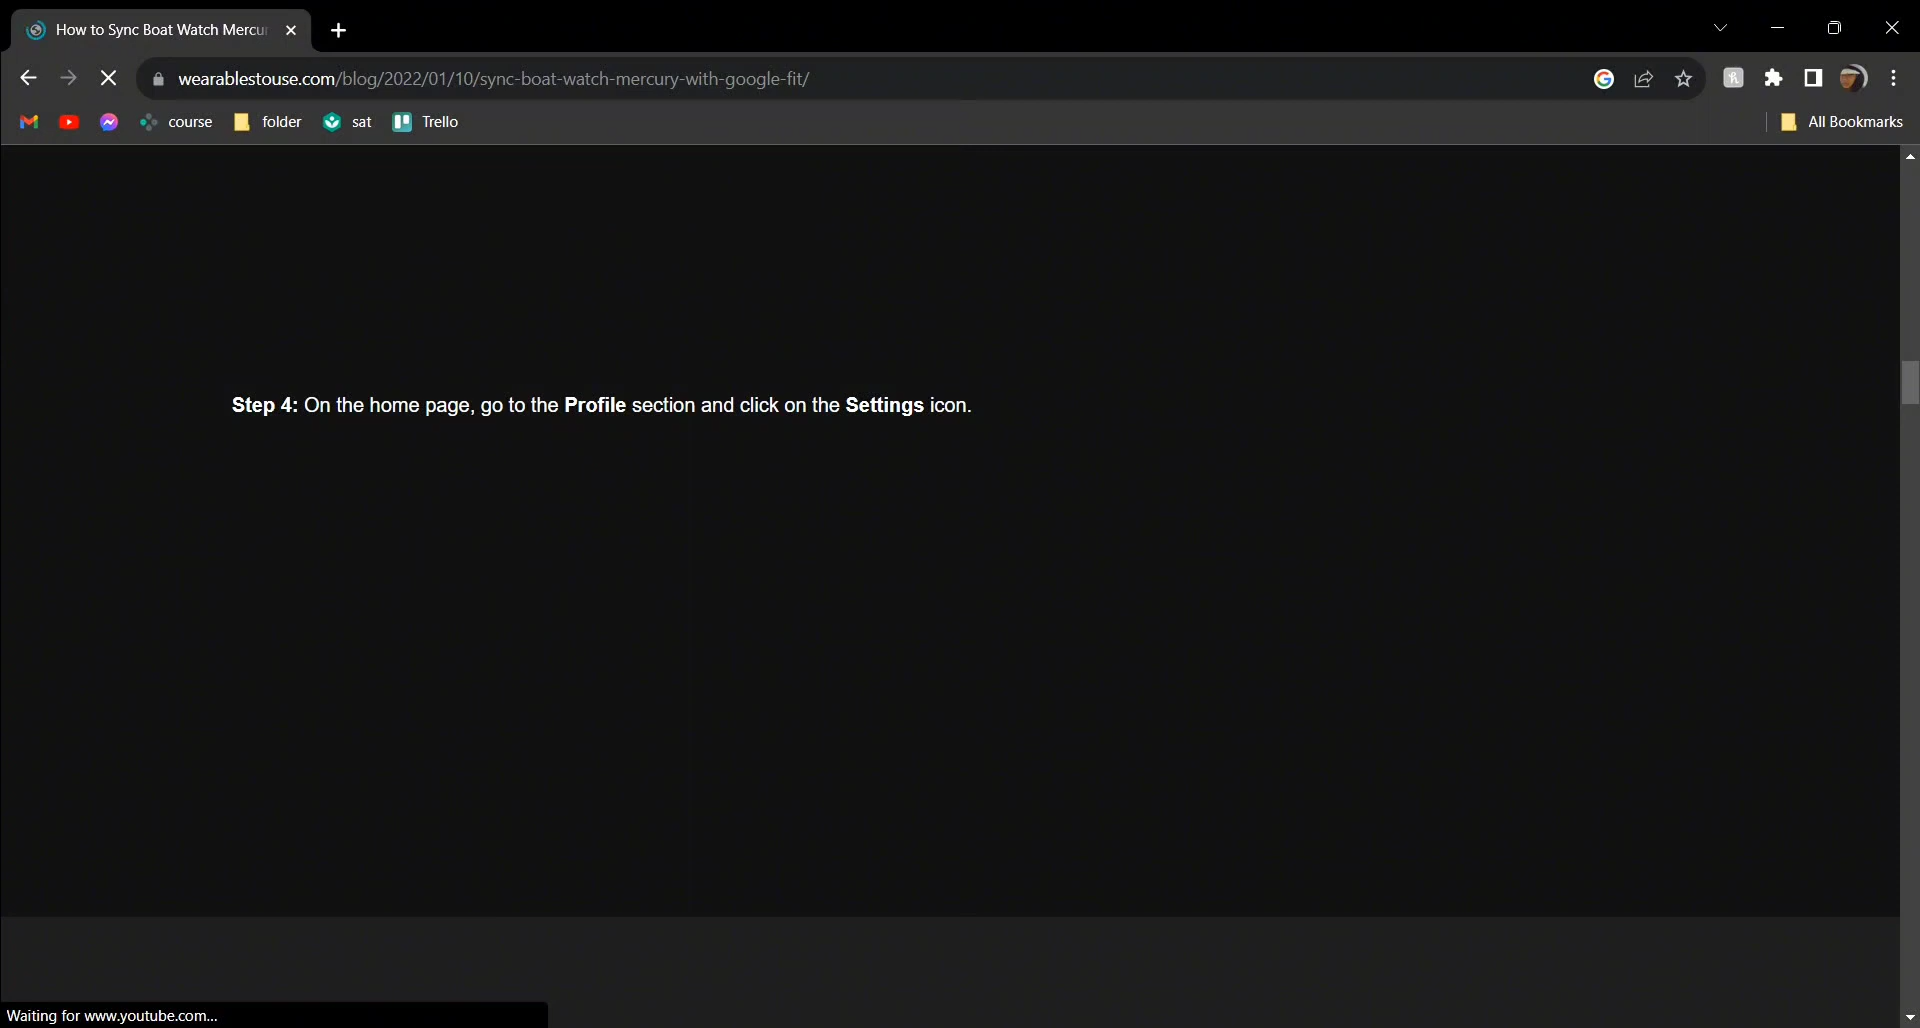 How to Sync Boat Watch Mercu
wearablestouse.com/blog/2022/01/10/sync-boat-watch-mercury-with-google-fit/
course folder sat Trello All Bookmarks
Step 4: On the home page, go to the Profile section and click on the Settings icon.
Waiting for www.youtube.com...